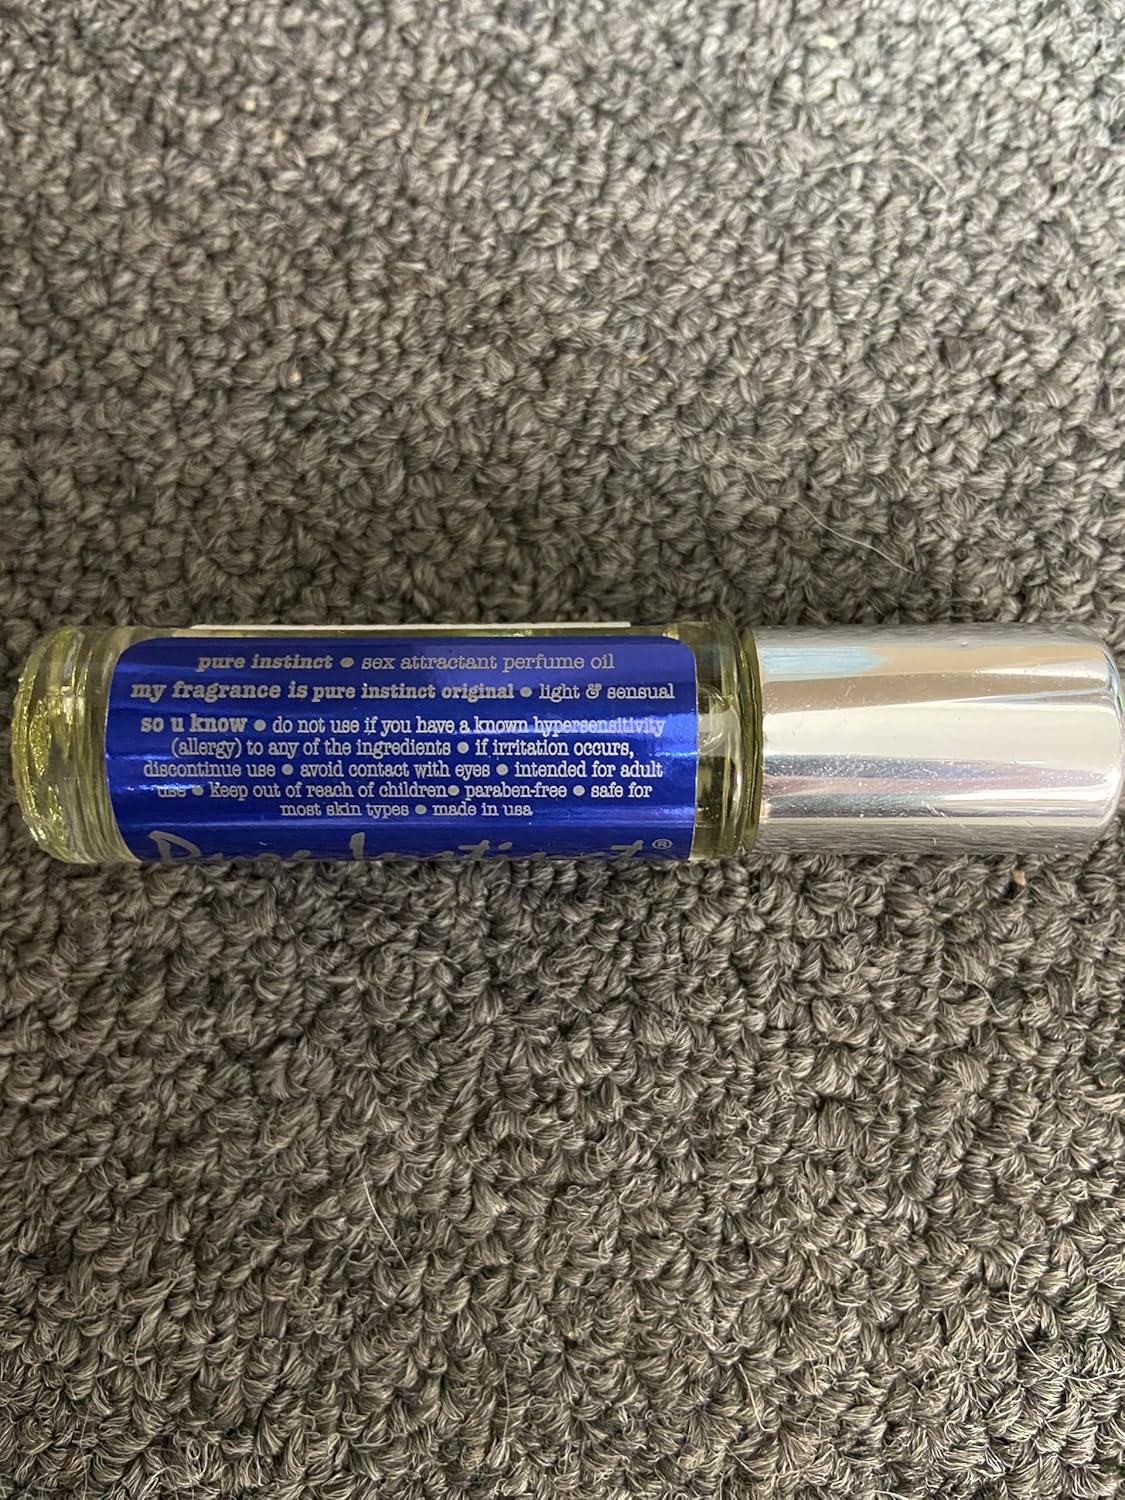 pure instinct • sex attractant perfume oil
my fragrance is pure instinct original • light & sensual
so u know • do not use if you have a known hypersensitivity
(allergy) to any of the ingredients • if irritation occurs,
discontinue use • avoid contact with eyes • intended for adult
use • keep out of reach of children • paraben-free • safe for
most skin types • made in usa
Pure Instinct®